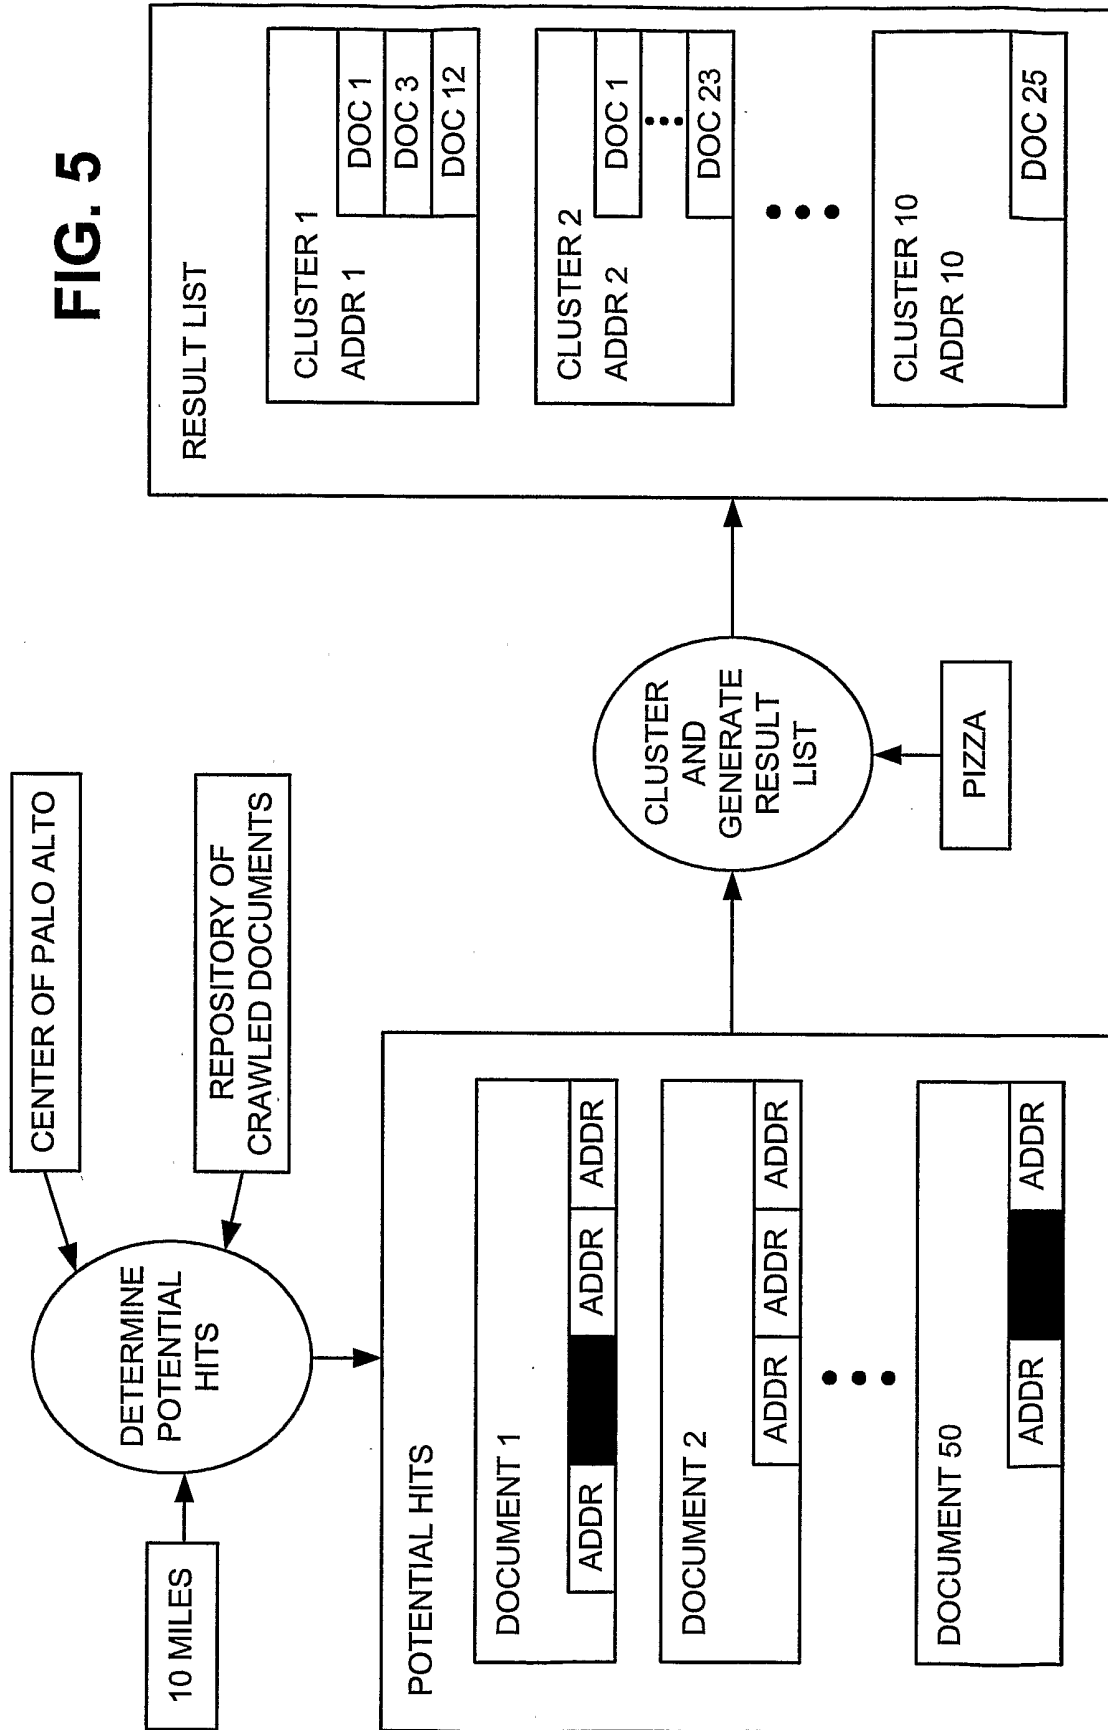 FIG. 5
10 MILES
DETERMINE
POTENTIAL
HITS
CENTER OF PALO ALTO
REPOSITORY OF
CRAWLED DOCUMENTS
POTENTIAL HITS
DOCUMENT 1
ADDR
ADDR
ADDR
DOCUMENT 2
ADDR
ADDR
ADDR
DOCUMENT 50
ADDR
ADDR
CLUSTER
AND
GENERATE
RESULT
LIST
PIZZA
RESULT LIST
CLUSTER 1
ADDR 1
DOC 1
DOC 3
DOC 12
CLUSTER 2
ADDR 2
DOC 1
DOC 23
CLUSTER 10
ADDR 10
DOC 25